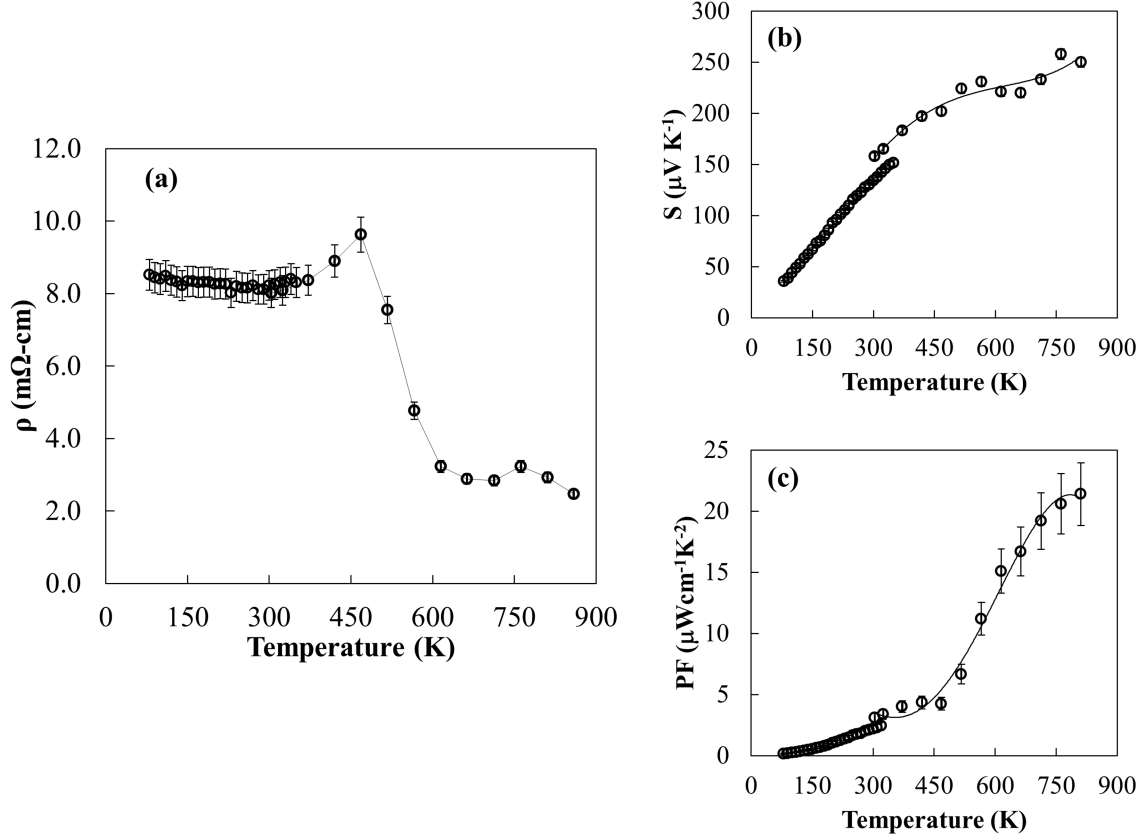 (a)
12.0
10.0
8.0
6.0
4.0
2.0
0.0
ρ (mΩ-cm)
0 150 300 450 600 750 900
Temperature (K)
(b)
300
250
200
150
100
50
0
S (μV K⁻¹)
0 150 300 450 600 750 900
Temperature (K)
(c)
25
20
15
10
5
0
PF (μWcm⁻¹K⁻²)
0 150 300 450 600 750 900
Temperature (K)